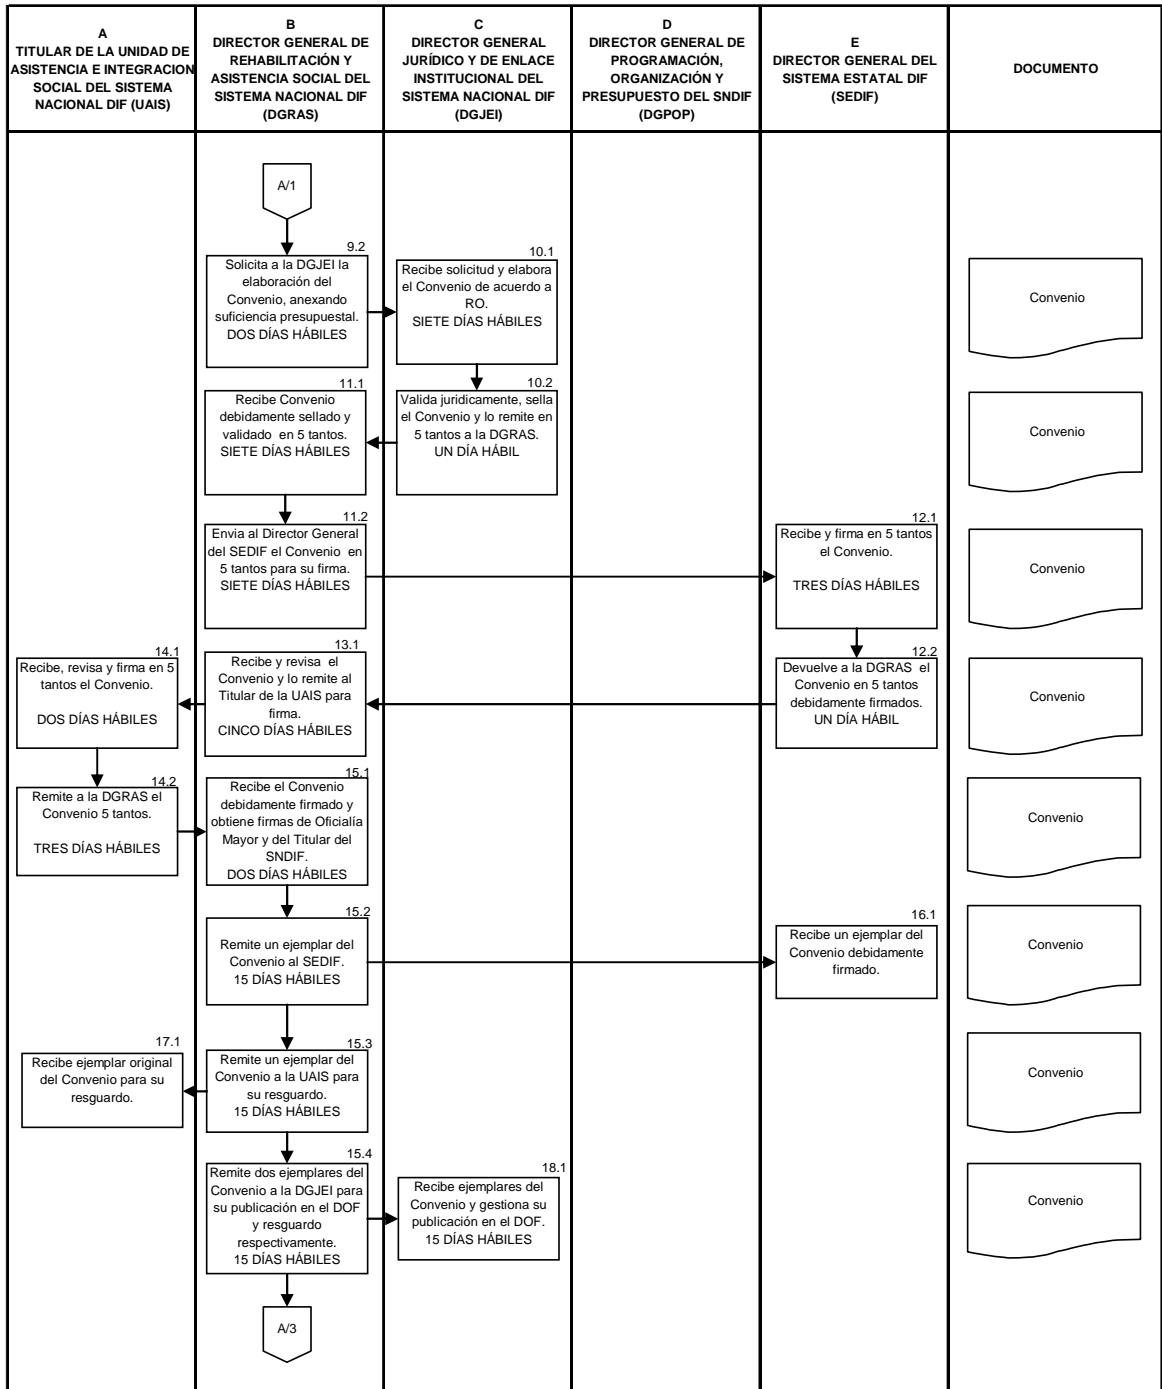 A
TITULAR DE LA UNIDAD DE
ASISTENCIA E INTEGRACION
SOCIAL DEL SISTEMA
NACIONAL DIF (UAIS)
B
DIRECTOR GENERAL DE
REHABILITACIÓN Y
ASISTENCIA SOCIAL DEL
SISTEMA NACIONAL DIF
(DGRAS)
C
DIRECTOR GENERAL
JURÍDICO Y DE ENLACE
INSTITUCIONAL DEL
SISTEMA NACIONAL DIF
(DGJEI)
D
DIRECTOR GENERAL DE
PROGRAMACIÓN,
ORGANIZACIÓN Y
PRESUPUESTO DEL SNDIF
(DGPOP)
E
DIRECTOR GENERAL DEL
SISTEMA ESTATAL DIF
(SEDIF)
DOCUMENTO
A/1
9.2
Solicita a la DGJEI la
elaboración del
Convenio, anexando
suficiencia presupuestal.
DOS DÍAS HÁBILES
10.1
Recibe solicitud y elabora
el Convenio de acuerdo a
RO.
SIETE DÍAS HÁBILES
Convenio
11.1
Recibe Convenio
debidamente sellado y
validado en 5 tantos.
SIETE DÍAS HÁBILES
10.2
Valida juridicamente, sella
el Convenio y lo remite en
5 tantos a la DGRAS.
UN DÍA HÁBIL
Convenio
11.2
Envia al Director General
del SEDIF el Convenio en
5 tantos para su firma.
SIETE DÍAS HÁBILES
12.1
Recibe y firma en 5 tantos
el Convenio.
TRES DÍAS HÁBILES
Convenio
14.1
Recibe, revisa y firma en 5
tantos el Convenio.
DOS DÍAS HÁBILES
13.1
Recibe y revisa el
Convenio y lo remite al
Titular de la UAIS para
firma.
CINCO DÍAS HÁBILES
12.2
Devuelve a la DGRAS el
Convenio en 5 tantos
debidamente firmados.
UN DÍA HÁBIL
Convenio
14.2
Remite a la DGRAS el
Convenio 5 tantos.
TRES DÍAS HÁBILES
15.1
Recibe el Convenio
debidamente firmado y
obtiene firmas de Oficialía
Mayor y del Titular del
SNDIF.
DOS DÍAS HÁBILES
Convenio
15.2
Remite un ejemplar del
Convenio al SEDIF.
15 DÍAS HÁBILES
16.1
Recibe un ejemplar del
Convenio debidamente
firmado.
Convenio
17.1
Recibe ejemplar original
del Convenio para su
resguardo.
15.3
Remite un ejemplar del
Convenio a la UAIS para
su resguardo.
15 DÍAS HÁBILES
Convenio
15.4
Remite dos ejemplares del
Convenio a la DGJEI para
su publicación en el DOF
y resguardo
respectivamente.
15 DÍAS HÁBILES
18.1
Recibe ejemplares del
Convenio y gestiona su
publicación en el DOF.
15 DÍAS HÁBILES
Convenio
A/3